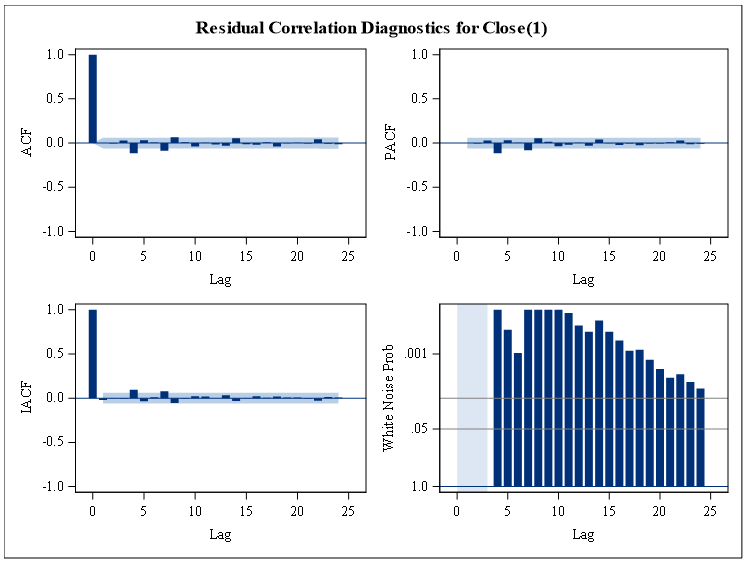 Residual Correlation Diagnostics for Close(1)
1.0
0.5
0.0
-0.5
-1.0
ACF
0 5 10 15 20 25
Lag
1.0
0.5
0.0
-0.5
-1.0
PACF
0 5 10 15 20 25
Lag
1.0
0.5
0.0
-0.5
-1.0
IACF
0 5 10 15 20 25
Lag
.001
.05
1.0
White Noise Prob
0 5 10 15 20 25
Lag